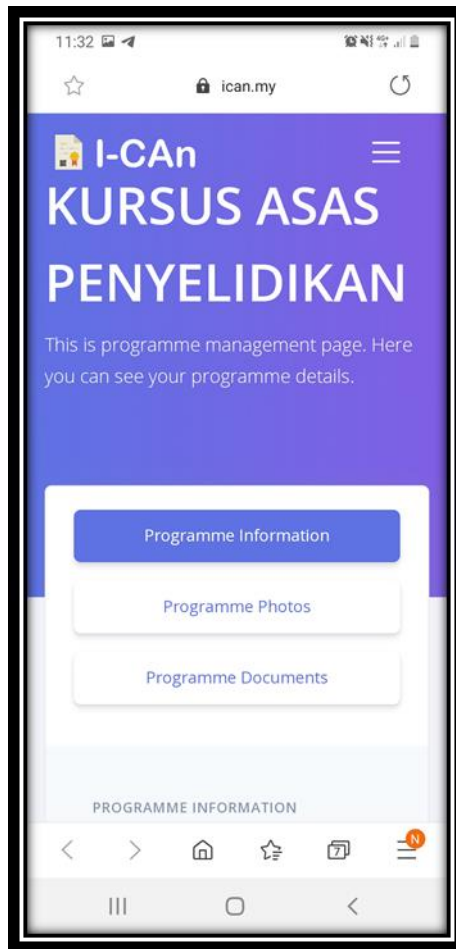 11:32
4G+
ican.my
I-CAn
KURSUS ASAS
PENYELIDIKAN
This is programme management page. Here
you can see your programme details.
Programme Information
Programme Photos
Programme Documents
PROGRAMME INFORMATION
7
N